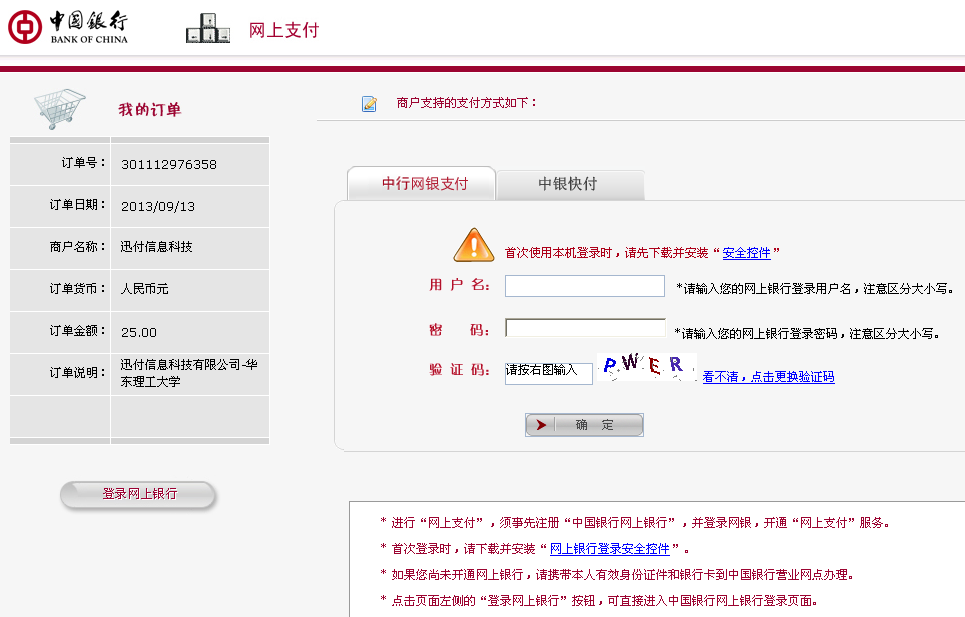 中国银行
BANK OF CHINA
网上支付
我的订单
订单号： 301112976358
订单日期： 2013/09/13
商户名称： 迅付信息科技
订单货币： 人民币元
订单金额： 25.00
订单说明： 迅付信息科技有限公司-华
东理工大学
登录网上银行
商户支持的支付方式如下：
中行网银支付 中银快付
首次使用本机登录时，请先下载并安装“安全控件”
用 户 名： *请输入您的网上银行登录用户名，注意区分大小写。
密 码： *请输入您的网上银行登录密码，注意区分大小写。
验 证 码： 请按右图输入 PWER 看不清，点击更换验证码
确 定
* 进行“网上支付”，须事先注册“中国银行网上银行”，并登录网银，开通“网上支付”服务。
* 首次登录时，请下载并安装“网上银行登录安全控件”。
* 如果您尚未开通网上银行，请携带本人有效身份证件和银行卡到中国银行营业网点办理。
* 点击页面左侧的“登录网上银行”按钮，可直接进入中国银行网上银行登录页面。